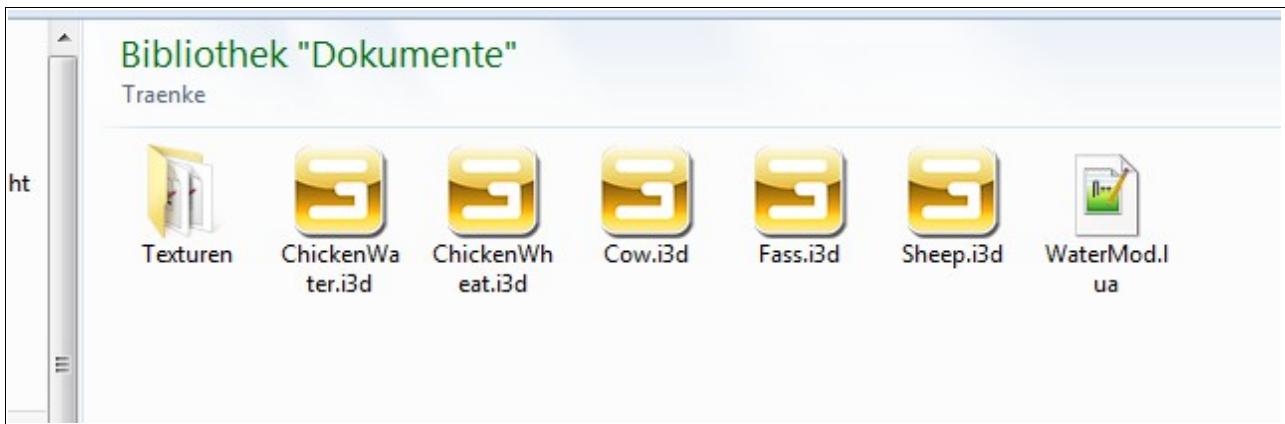 Bibliothek "Dokumente"
Traenke
ht
Texturen
ChickenWa
ter.i3d
ChickenWh
eat.i3d
Cow.i3d
Fass.i3d
Sheep.i3d
WaterMod.l
ua